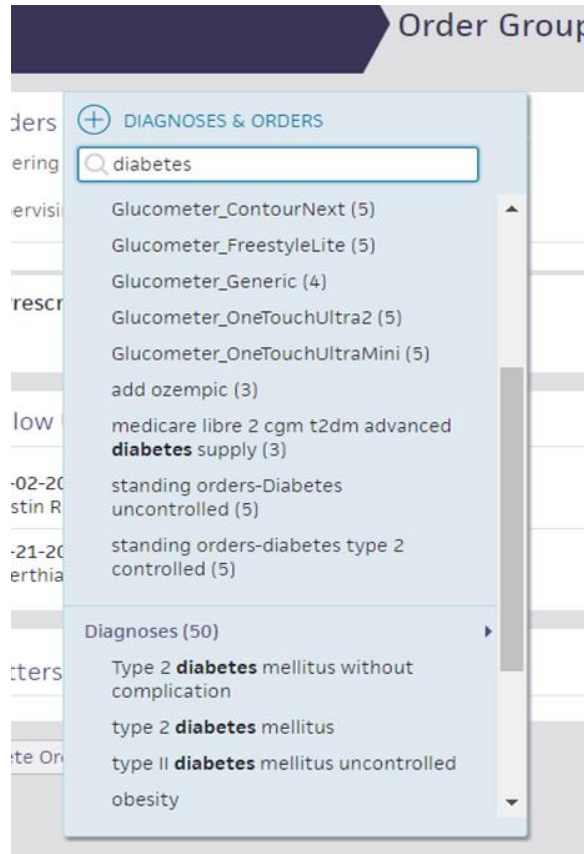 Order Group
DIAGNOSES & ORDERS
ders
ering
diabetes
ervisi
Glucometer_ContourNext (5)
Glucometer_FreestyleLite (5)
Glucometer_Generic (4)
rescr
Glucometer_OneTouchUltra2 (5)
Glucometer_OneTouchUltraMini (5)
add ozempic (3)
low
medicare libre 2 cgm t2dm advanced
diabetes supply (3)
-02-20
stin R
standing orders-Diabetes
uncontrolled (5)
-21-20
erthia
standing orders-diabetes type 2
controlled (5)
Diagnoses (50)
tters
Type 2 diabetes mellitus without
complication
type 2 diabetes mellitus
te Or
type II diabetes mellitus uncontrolled
obesity